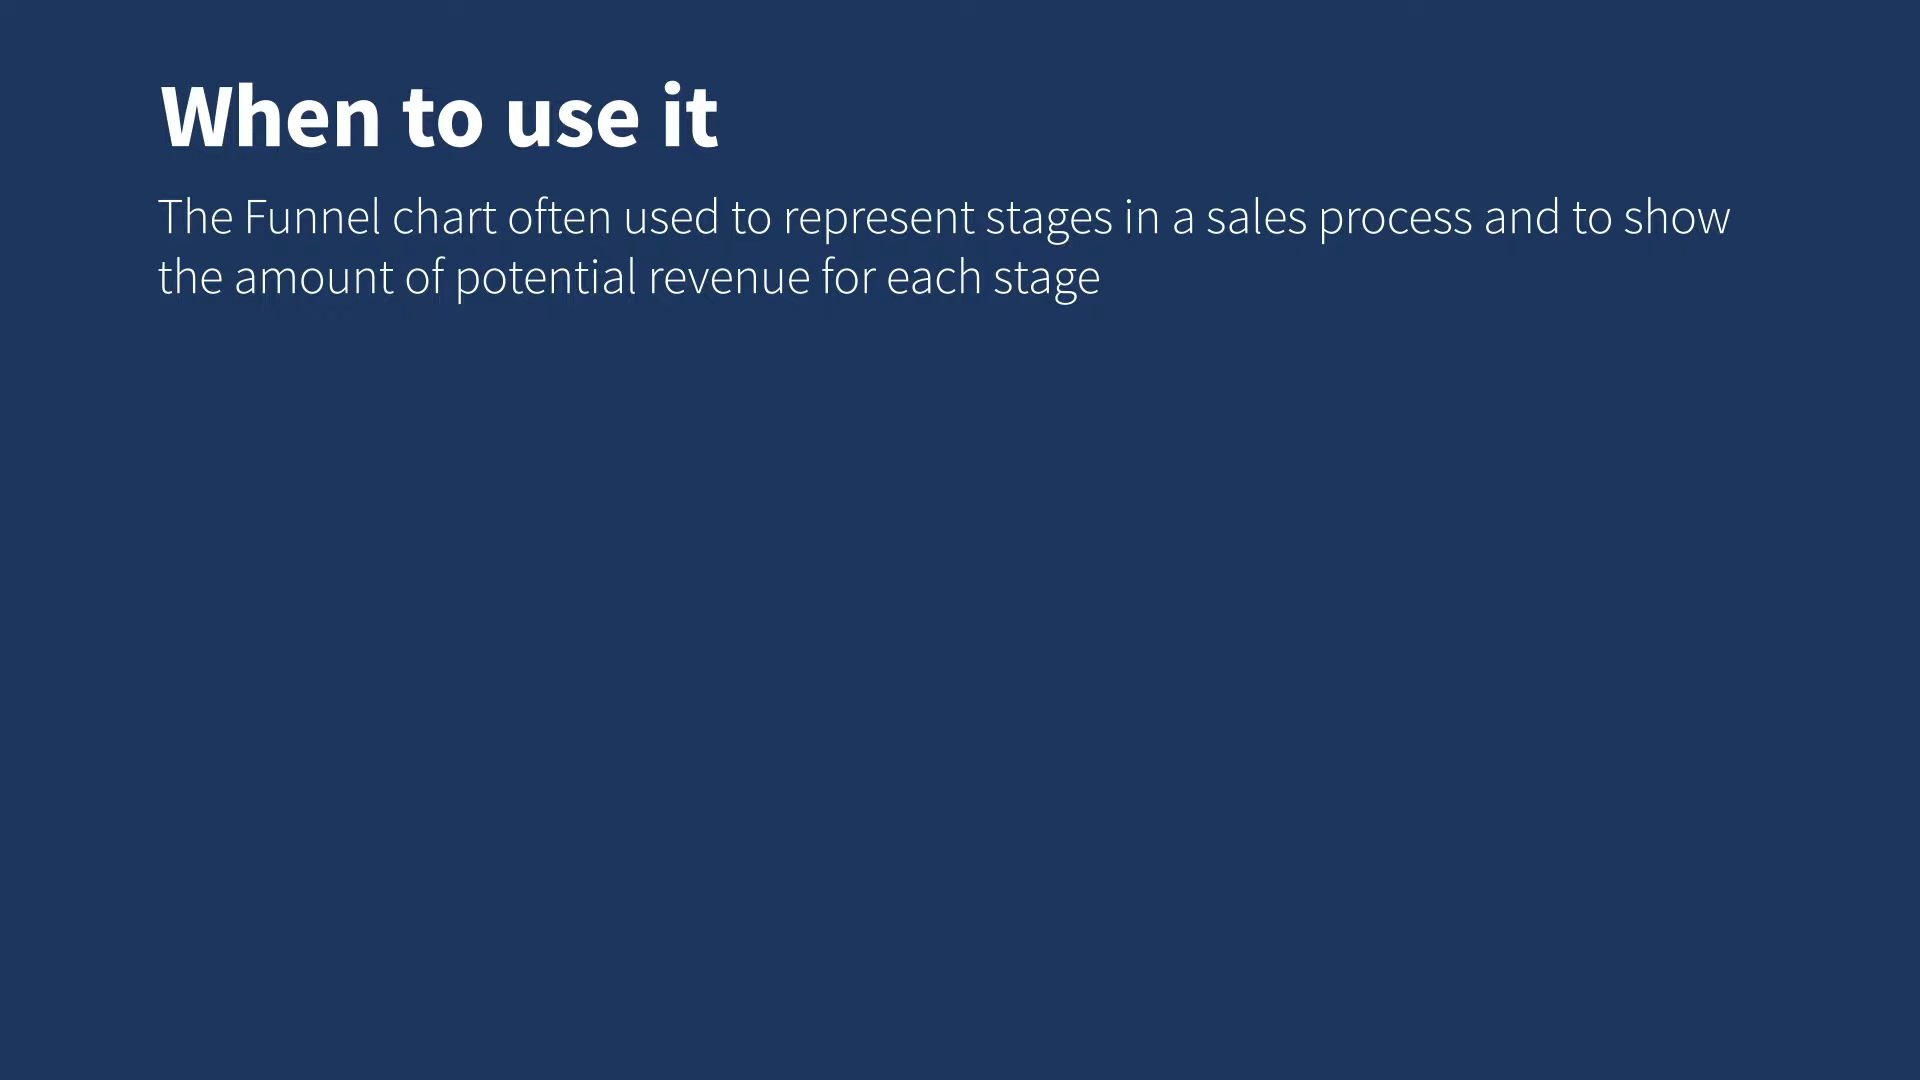 When to use it
The Funnel chart often used to represent stages in a sales process and to show
the amount of potential revenue for each stage